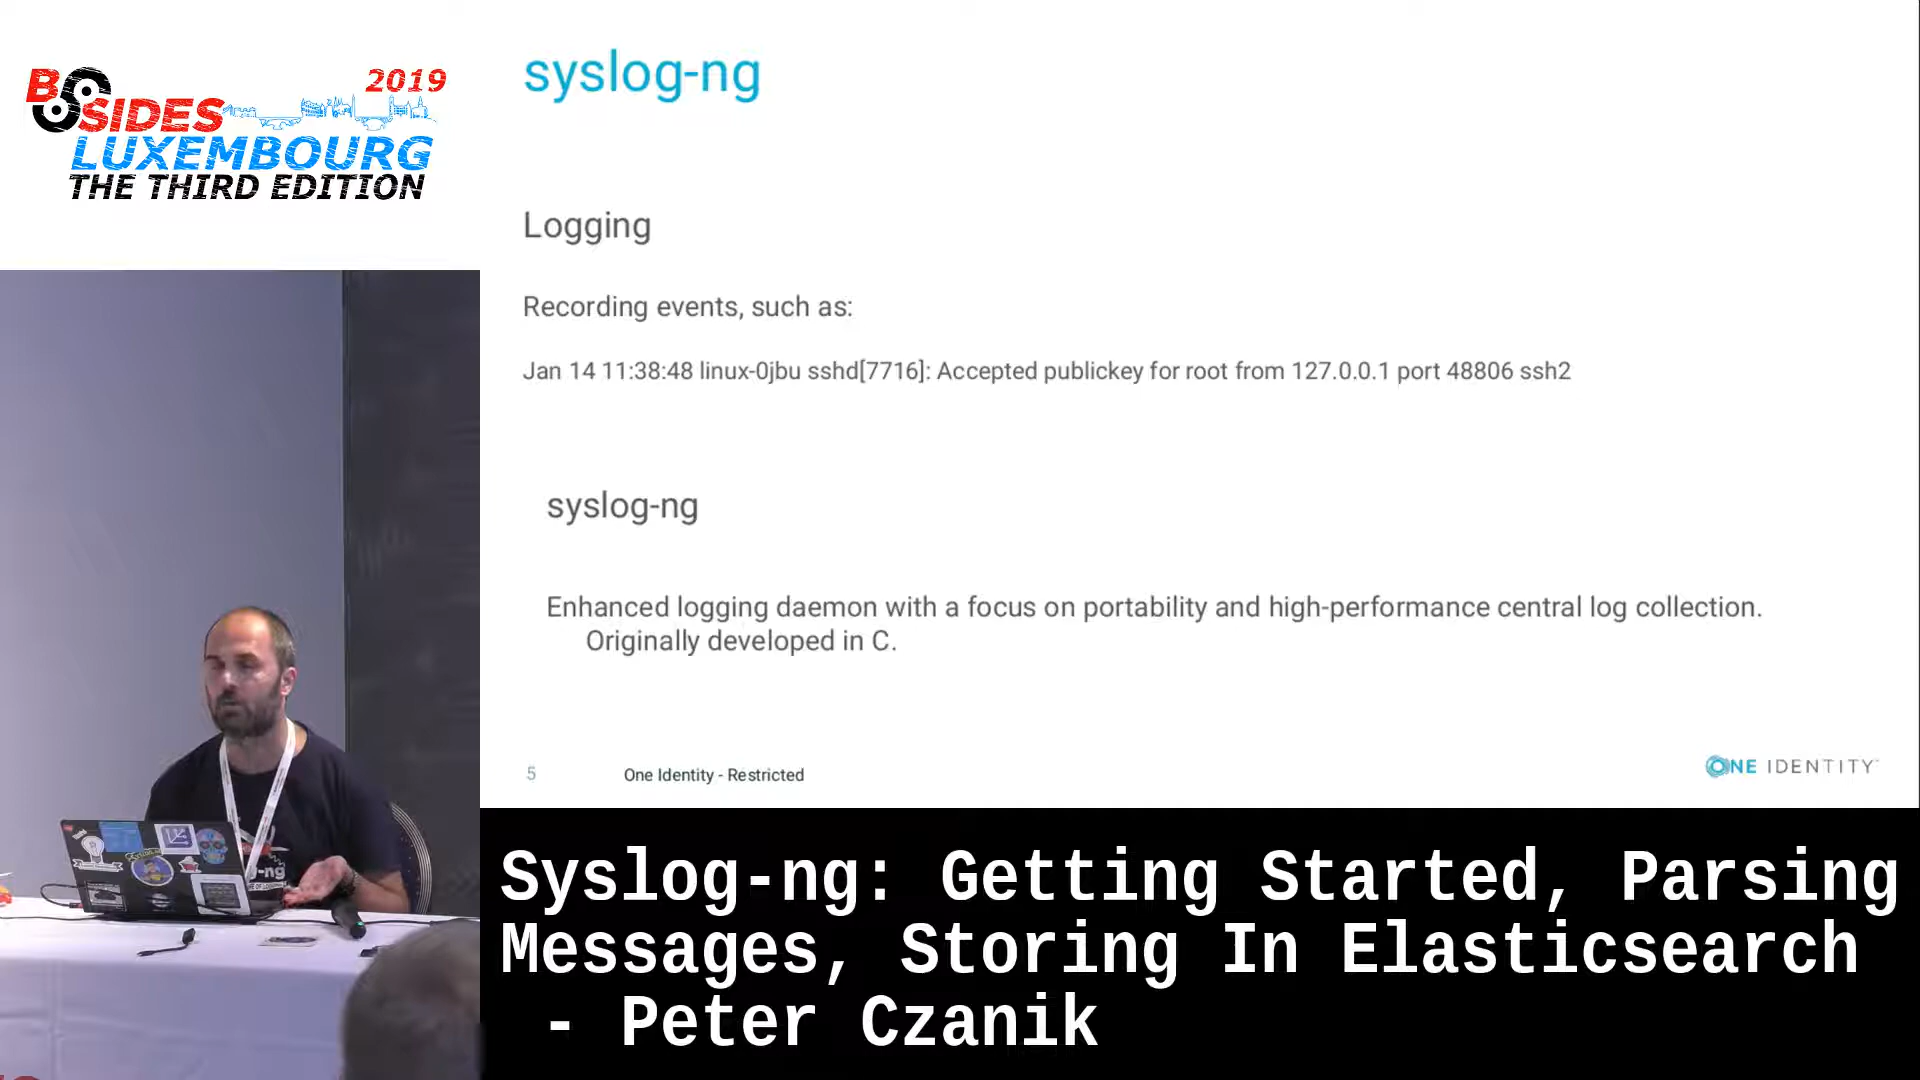 BSIDES 2019
LUXEMBOURG
THE THIRD EDITION
syslog-ng
Logging
Recording events, such as:
Jan 14 11:38:48 linux-0jbu sshd[7716]: Accepted publickey for root from 127.0.0.1 port 48806 ssh2
syslog-ng
Enhanced logging daemon with a focus on portability and high-performance central log collection.
Originally developed in C.
5
One Identity - Restricted
ONE IDENTITY
Syslog-ng: Getting Started, Parsing
Messages, Storing In Elasticsearch
- Peter Czanik